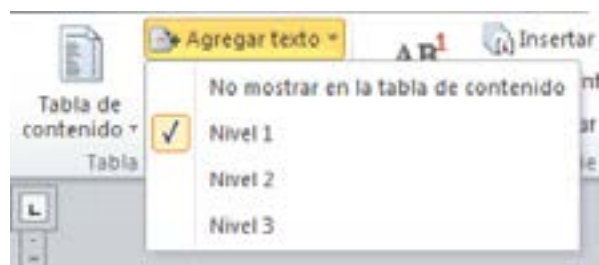 Agregar texto
AB1
Insertar
Tabla de
contenido
Tabla
No mostrar en la tabla de contenido
Nivel 1
Nivel 2
Nivel 3